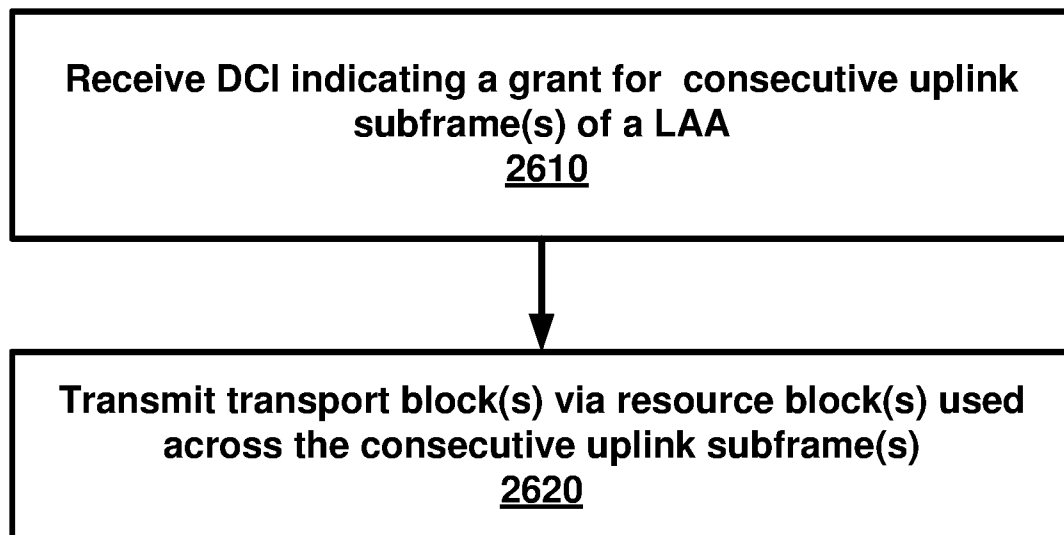 Receive DCI indicating a grant for consecutive uplink
subframe(s) of a LAA
2610
Transmit transport block(s) via resource block(s) used
across the consecutive uplink subframe(s)
2620